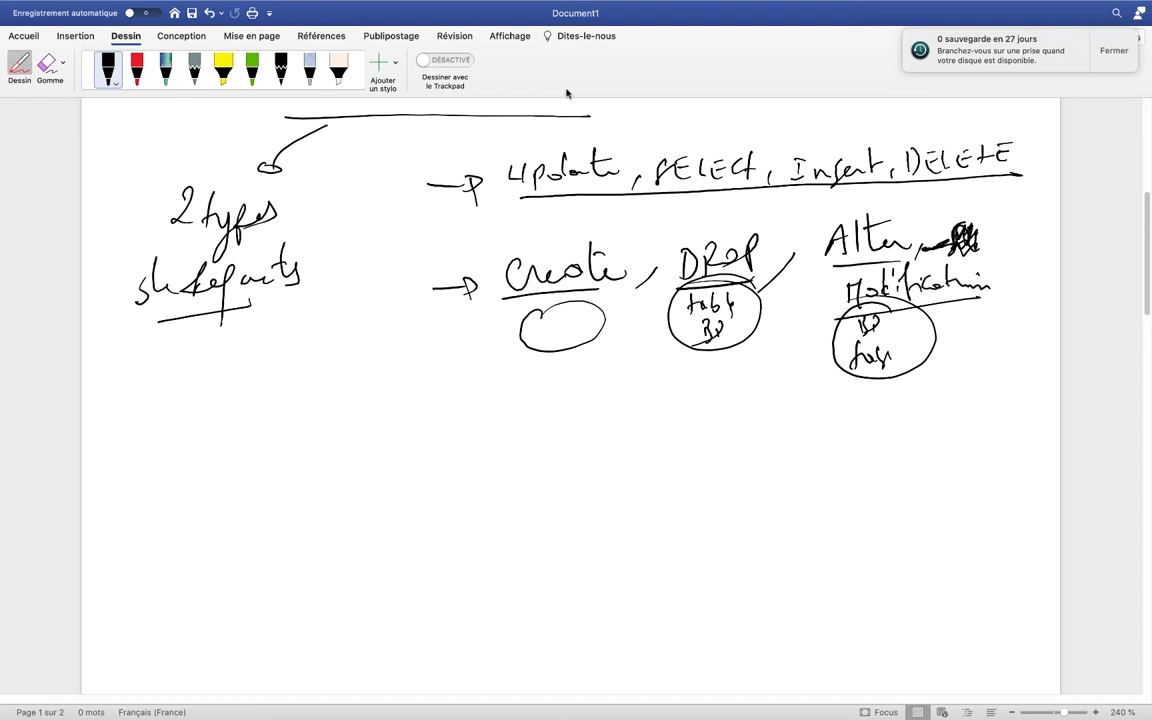 Enregistrement automatique
Document1
Accueil Insertion Dessin Conception Mise en page Références Publipostage Révision Affichage Dites-le-nous
0 sauvegarde en 27 jours
Branchez-vous sur une prise quand
votre disque est disponible.
Fermer
DÉSACTIVÉ
Dessin Gomme
Ajouter
un stylo
Dessiner avec
le Trackpad
Update, SELECT, Insert, DELETE
2 types
Create, DROP, Alter,
Modification
table
BD
BD
Page 1 sur 2 0 mots Français (France) Focus 240 %